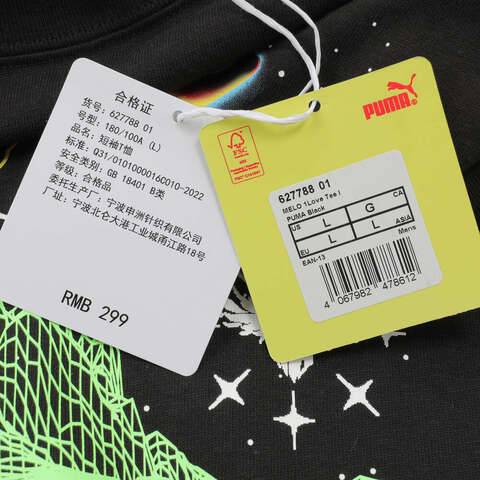 合格证
货号: 627788 01
号型: 180/100A (L)
品名: 短袖T恤
标准: Q31/0101000016C010-2022
安全类别: GB 18401 B类
等级: 合格品
委托生产厂: 宁波申洲针织有限公司
厂址: 宁波北仑大港工业城甬江路18号
RMB 299
PUMA
FSC
627788 01
MELO 1Love Tee I
PUMA Black
US L G CA
EU L L ASIA
EAN-13 Mens
4 067982 478612